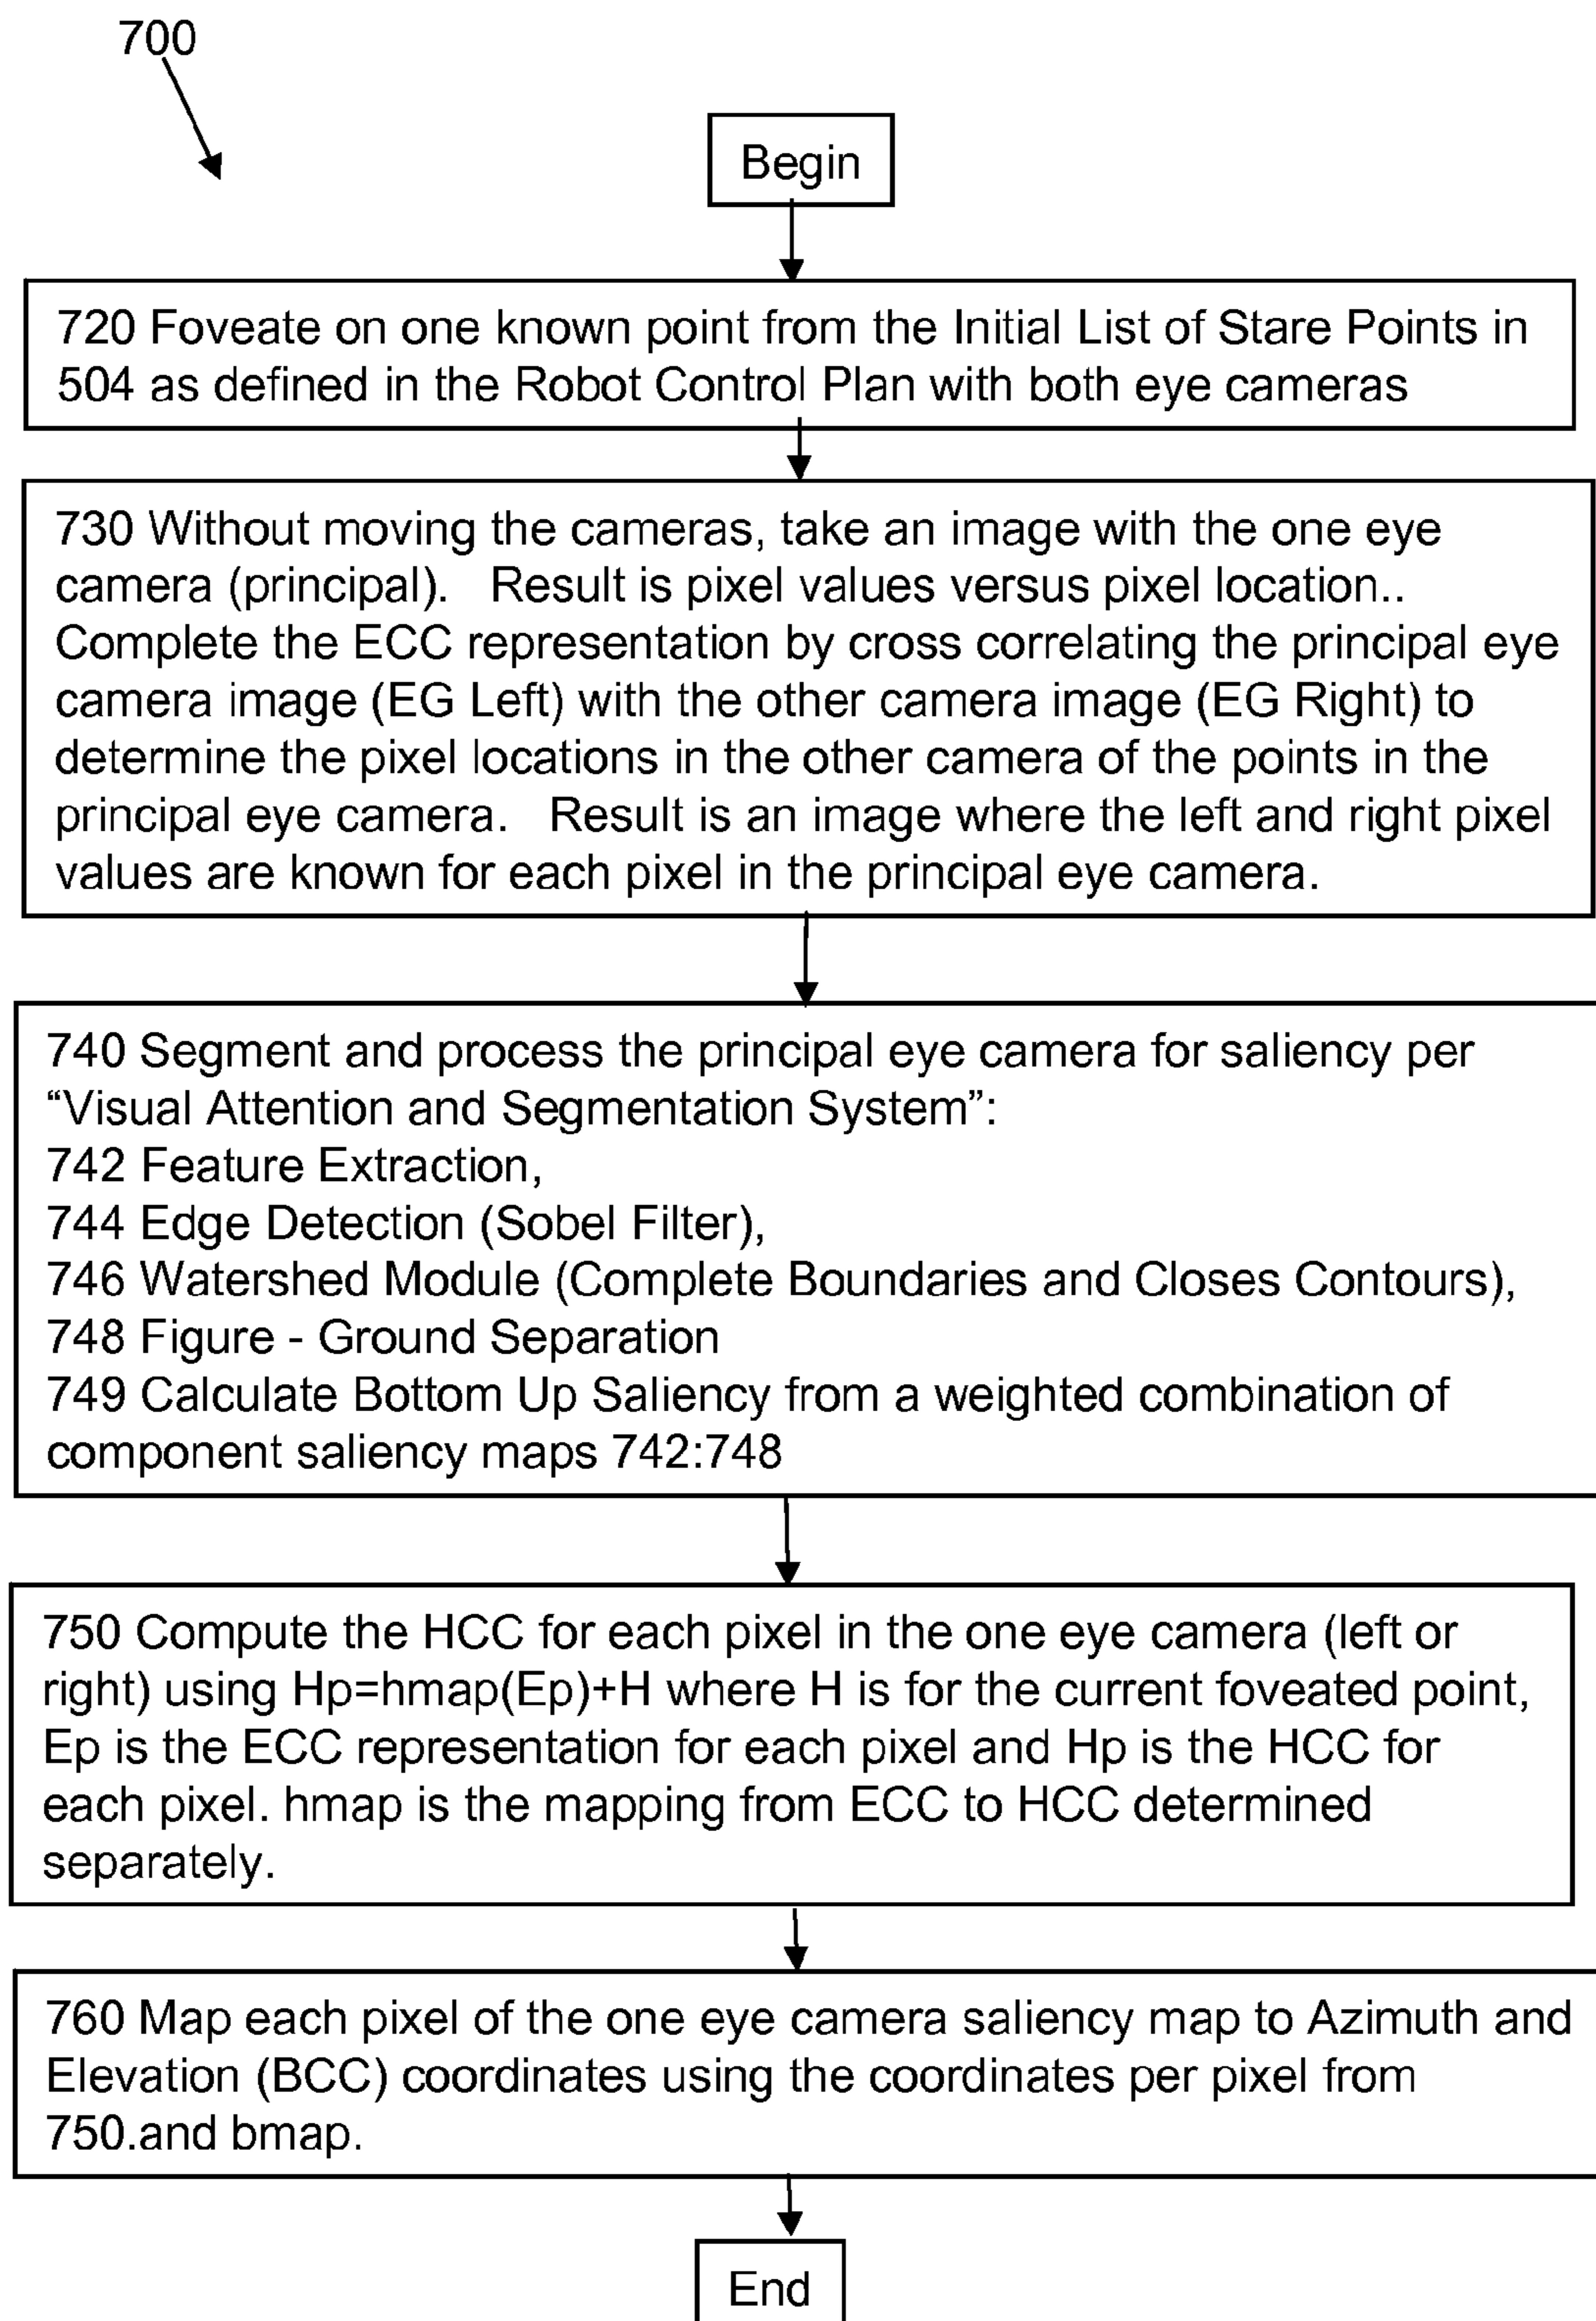 700
Begin
720 Foveate on one known point from the Initial List of Stare Points in
504 as defined in the Robot Control Plan with both eye cameras
730 Without moving the cameras, take an image with the one eye
camera (principal).   Result is pixel values versus pixel location..
Complete the ECC representation by cross correlating the principal eye
camera image (EG Left) with the other camera image (EG Right) to
determine the pixel locations in the other camera of the points in the
principal eye camera.   Result is an image where the left and right pixel
values are known for each pixel in the principal eye camera.
740 Segment and process the principal eye camera for saliency per
“Visual Attention and Segmentation System”:
742 Feature Extraction,
744 Edge Detection (Sobel Filter),
746 Watershed Module (Complete Boundaries and Closes Contours),
748 Figure - Ground Separation
749 Calculate Bottom Up Saliency from a weighted combination of
component saliency maps 742:748
750 Compute the HCC for each pixel in the one eye camera (left or
right) using Hp=hmap(Ep)+H where H is for the current foveated point,
Ep is the ECC representation for each pixel and Hp is the HCC for
each pixel. hmap is the mapping from ECC to HCC determined
separately.
760 Map each pixel of the one eye camera saliency map to Azimuth and
Elevation (BCC) coordinates using the coordinates per pixel from
750.and bmap.
End